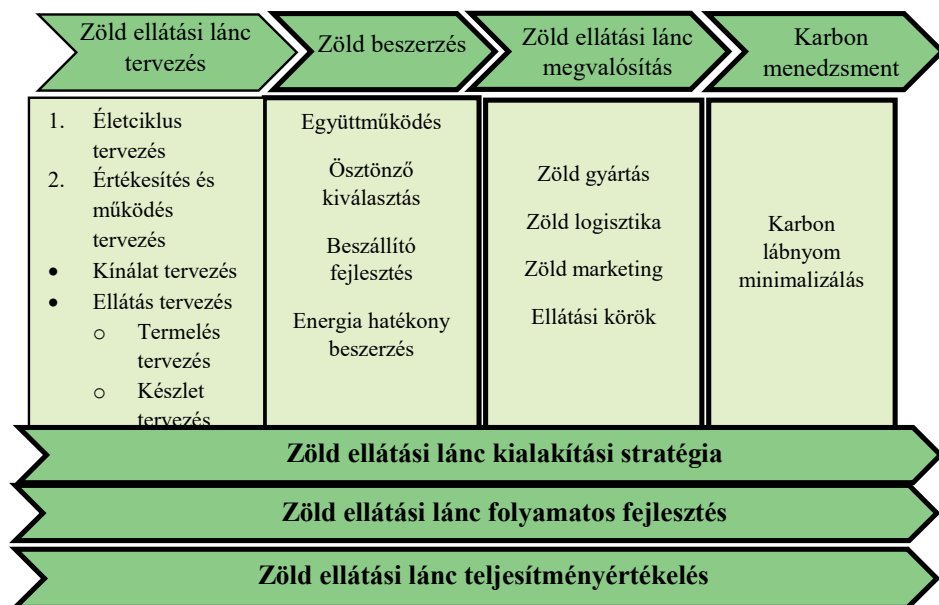 Zöld ellátási lánc
tervezés
Zöld beszerzés
Zöld ellátási lánc
megvalósítás
Karbon
menedzsment
1. Életciklus
tervezés
2. Értékesítés és
működés
tervezés
• Kínálat tervezés
• Ellátás tervezés
o Termelés
tervezés
o Készlet
tervezés
Együttműködés
Ösztönző
kiválasztás
Beszállító
fejlesztés
Energia hatékony
beszerzés
Zöld gyártás
Zöld logisztika
Zöld marketing
Ellátási körök
Karbon
lábnyom
minimalizálás
Zöld ellátási lánc kialakítási stratégia
Zöld ellátási lánc folyamatos fejlesztés
Zöld ellátási lánc teljesítményértékelés